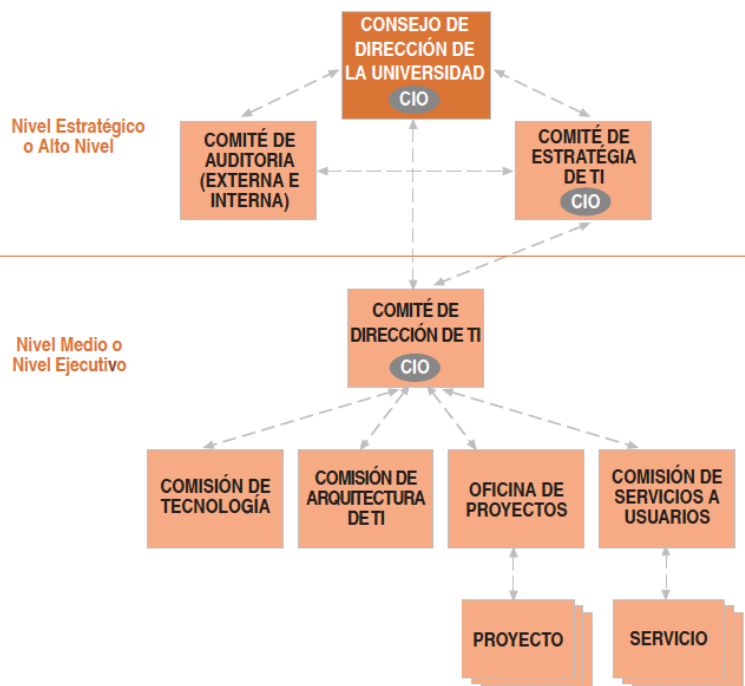 CONSEJO DE
DIRECCIÓN DE
LA UNIVERSIDAD
CIO
Nivel Estratégico
o Alto Nivel
COMITÉ DE
AUDITORIA
(EXTERNA E
INTERNA)
COMITÉ DE
ESTRATÉGIA
DE TI
CIO
Nivel Medio o
Nivel Ejecutivo
COMITÉ DE
DIRECCIÓN DE TI
CIO
COMISIÓN DE
TECNOLOGÍA
COMISIÓN DE
ARQUITECTURA
DE TI
OFICINA DE
PROYECTOS
COMISIÓN DE
SERVICIOS A
USUARIOS
PROYECTO
SERVICIO